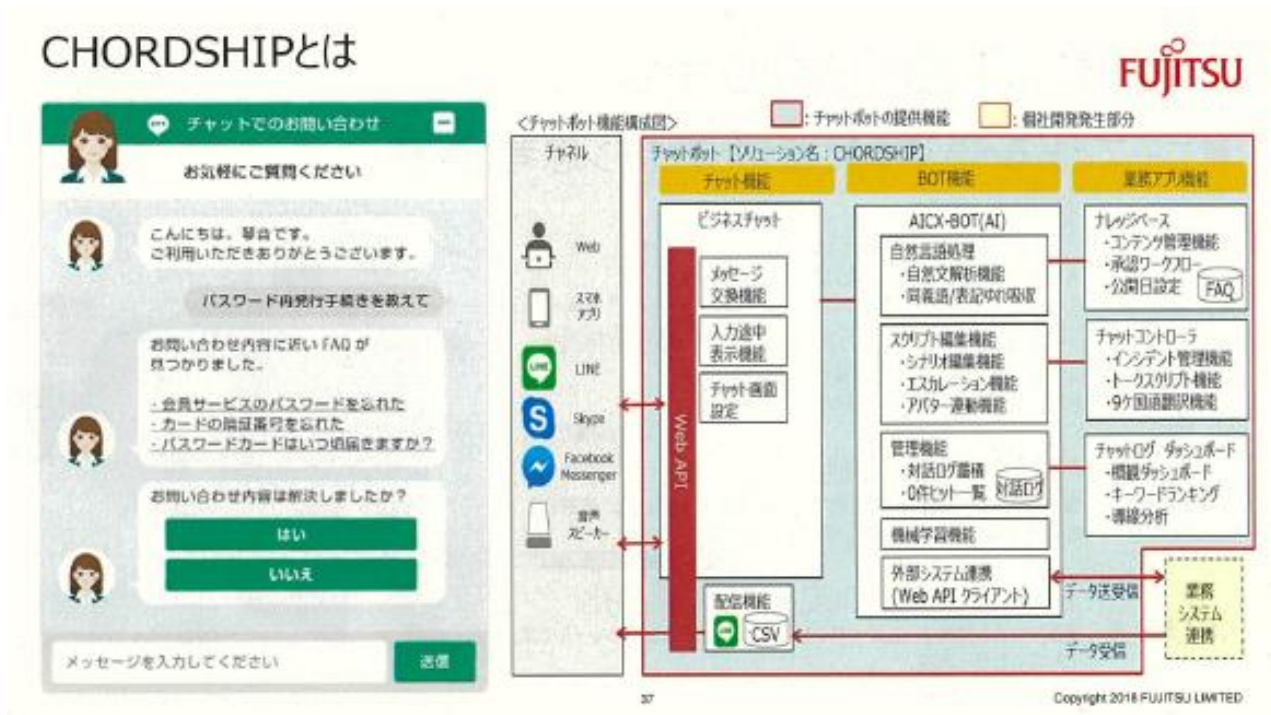 CHORDSHIPとは
FUJITSU
チャットでのお問い合わせ
お気軽にご質問ください
こんにちは。琴音です。
ご利用いただきありがとうございます。
パスワード再発行手続きを教えて
お問い合わせ内容に近い FAQ が
見つかりました。
・会員サービスのパスワードを忘れた
・カードの暗証番号を忘れた
・パスワードカードはいつ頃届きますか？
お問い合わせ内容は解決しましたか？
はい
いいえ
メッセージを入力してください
送信
<チャットボット機能構成図>
：チャットボットの提供機能
：個社開発発生部分
チャネル
Web
スマホ
アプリ
LINE
Skype
Facebook
Messenger
音声
スピーカー
チャットボット【ソリューション名：CHORDSHIP】
チャット機能
ビジネスチャット
Web API
メッセージ
交換機能
入力途中
表示機能
チャット画面
設定
配信機能
CSV
BOT機能
AICX-BOT(AI)
自然言語処理
・自然文解析機能
・同義語/表記ゆれ吸収
スクリプト編集機能
・シナリオ編集機能
・エスカレーション機能
・アバター連動機能
管理機能
・対話ログ蓄積
・0件ヒット一覧
対話ログ
機械学習機能
外部システム連携
(Web API クライアント)
業務アプリ機能
ナレッジベース
・コンテンツ管理機能
・承認ワークフロー
・公開日設定
FAQ
チャットコントローラ
・インシデント管理機能
・トークスクリプト機能
・9ケ国語翻訳機能
チャットログ ダッシュボード
・概観ダッシュボード
・キーワードランキング
・導線分析
データ送受信
データ受信
業務
システム
連携
37
Copyright 2018 FUJITSU LIMITED